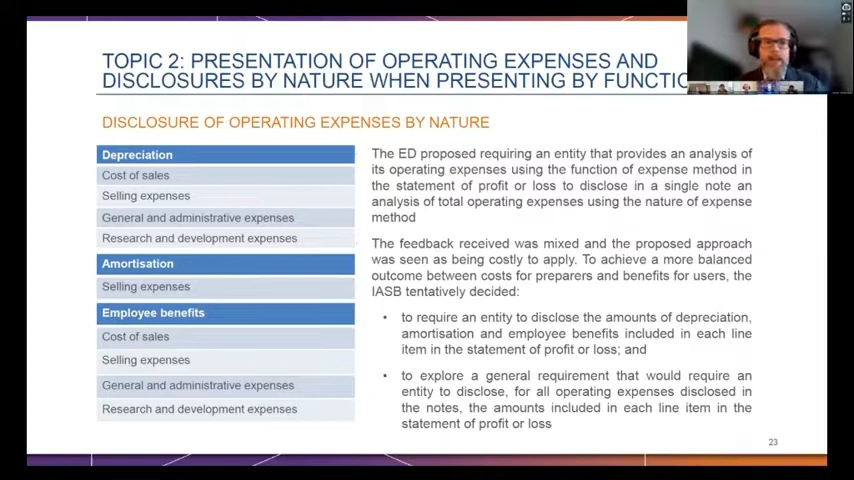 TOPIC 2: PRESENTATION OF OPERATING EXPENSES AND
DISCLOSURES BY NATURE WHEN PRESENTING BY FUNCTIO
DISCLOSURE OF OPERATING EXPENSES BY NATURE
Depreciation
Cost of sales
Selling expenses
General and administrative expenses
Research and development expenses
Amortisation
Selling expenses
Employee benefits
Cost of sales
Selling expenses
General and administrative expenses
Research and development expenses
The ED proposed requiring an entity that provides an analysis of
its operating expenses using the function of expense method in
the statement of profit or loss to disclose in a single note an
analysis of total operating expenses using the nature of expense
method
The feedback received was mixed and the proposed approach
was seen as being costly to apply. To achieve a more balanced
outcome between costs for preparers and benefits for users, the
IASB tentatively decided:
• to require an entity to disclose the amounts of depreciation,
amortisation and employee benefits included in each line
item in the statement of profit or loss; and
• to explore a general requirement that would require an
entity to disclose, for all operating expenses disclosed in
the notes, the amounts included in each line item in the
statement of profit or loss
23